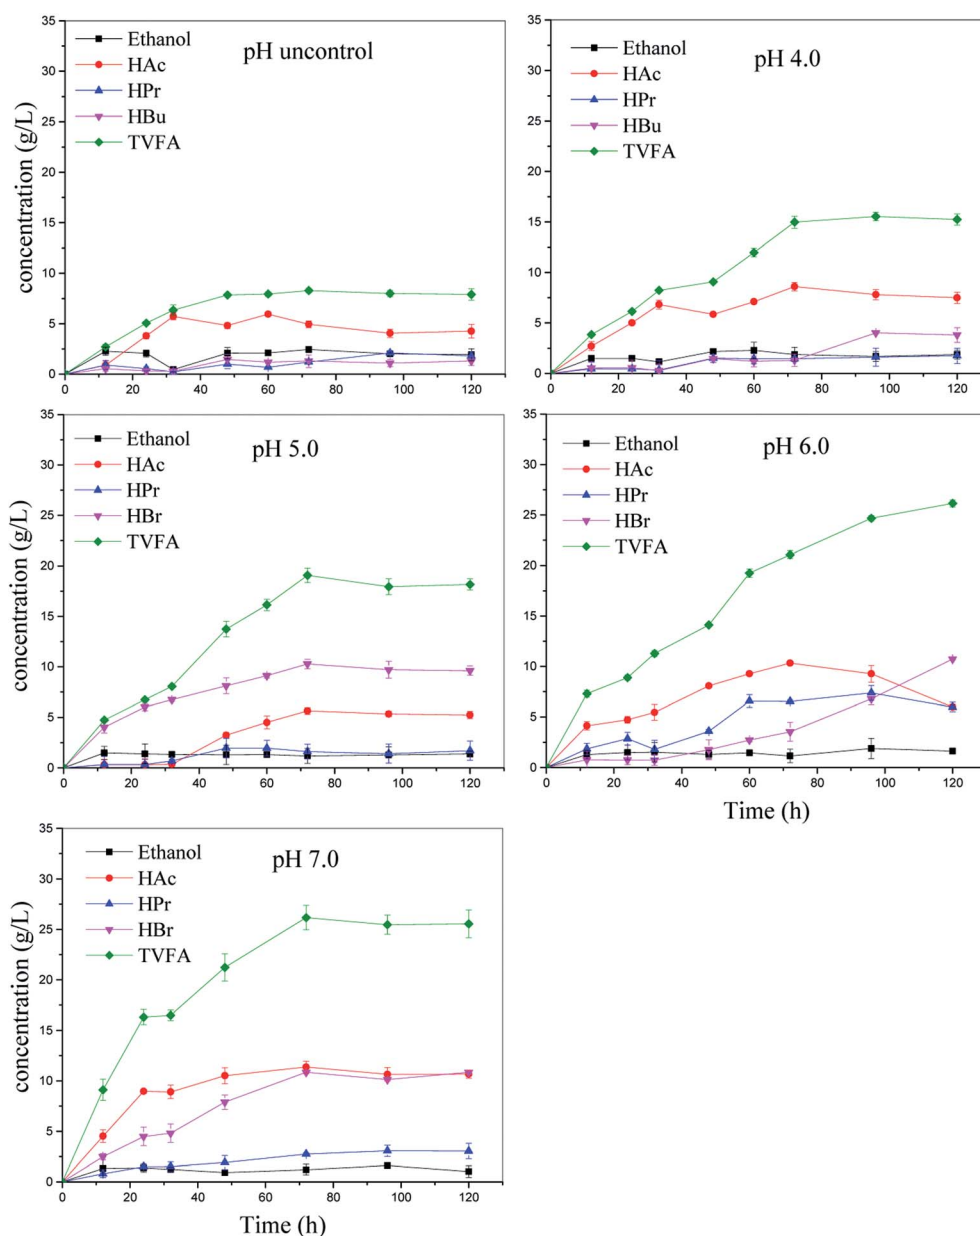 pH uncontrol
Ethanol
HAc
HPr
HBu
TVFA
concentration (g/L)
35
30
25
20
15
10
5
0
0 20 40 60 80 100 120
pH 4.0
Ethanol
HAc
HPr
HBu
TVFA
35
30
25
20
15
10
5
0
0 20 40 60 80 100 120
pH 5.0
Ethanol
HAc
HPr
HBr
TVFA
concentration (g/L)
35
30
25
20
15
10
5
0
0 20 40 60 80 100 120
pH 6.0
Ethanol
HAc
HPr
HBr
TVFA
35
30
25
20
15
10
5
0
0 20 40 60 80 100 120
Time (h)
pH 7.0
Ethanol
HAc
HPr
HBr
TVFA
concentration (g/L)
35
30
25
20
15
10
5
0
0 20 40 60 80 100 120
Time (h)